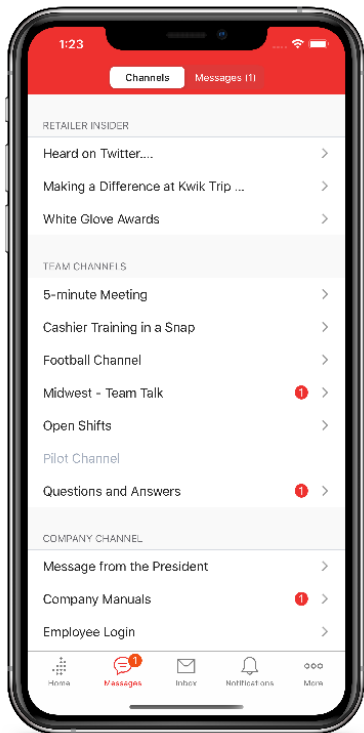 1:23
Channels Messages (1)
RETAILER INSIDER
Heard on Twitter....
Making a Difference at Kwik Trip ...
White Glove Awards
TEAM CHANNELS
5-minute Meeting
Cashier Training in a Snap
Football Channel
Midwest - Team Talk 1
Open Shifts
Pilot Channel
Questions and Answers 1
COMPANY CHANNEL
Message from the President
Company Manuals 1
Employee Login
1
Home Messages Inbox Notifications More